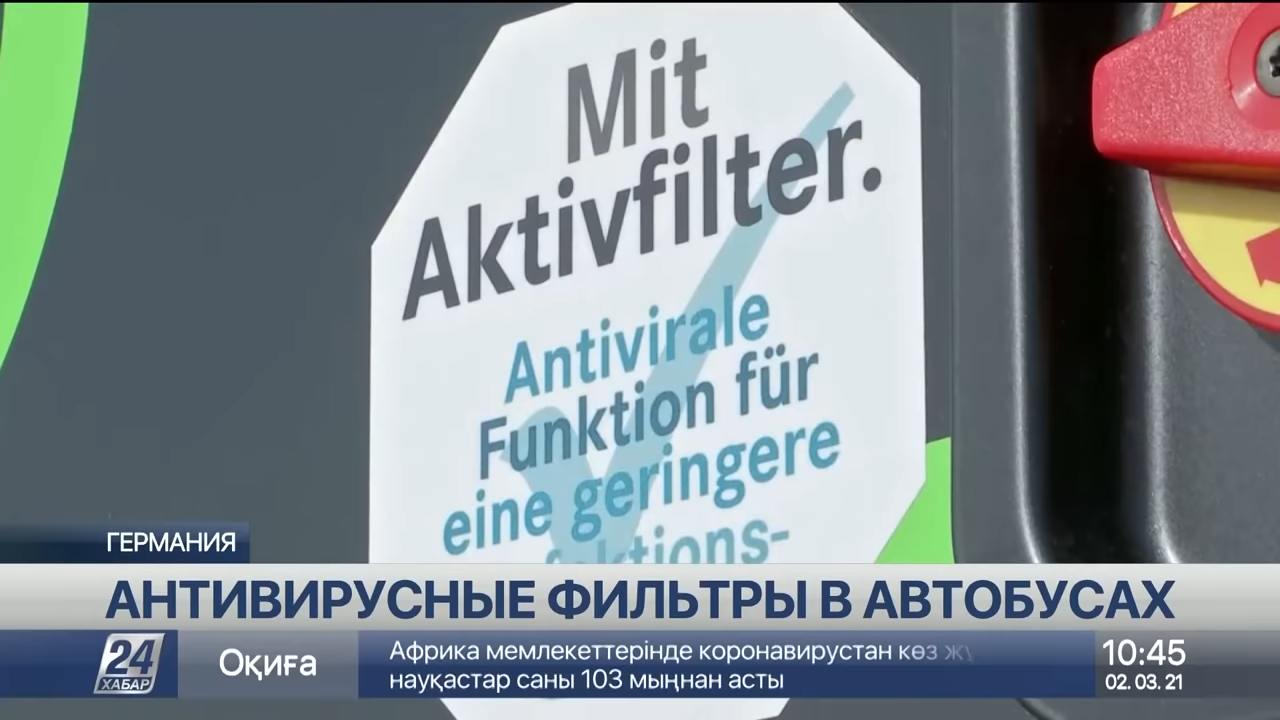 Mit
Aktivfilter.
Antivirale
Funktion für
eine geringere
ГЕРМАНИЯ
АНТИВИРУСНЫЕ ФИЛЬТРЫ В АВТОБУСАХ
24
ХАБАР
Оқиға
Африка мемлекеттерінде коронавирустан көз
науқастар саны 103 мыңнан асты
10:45
02. 03. 21